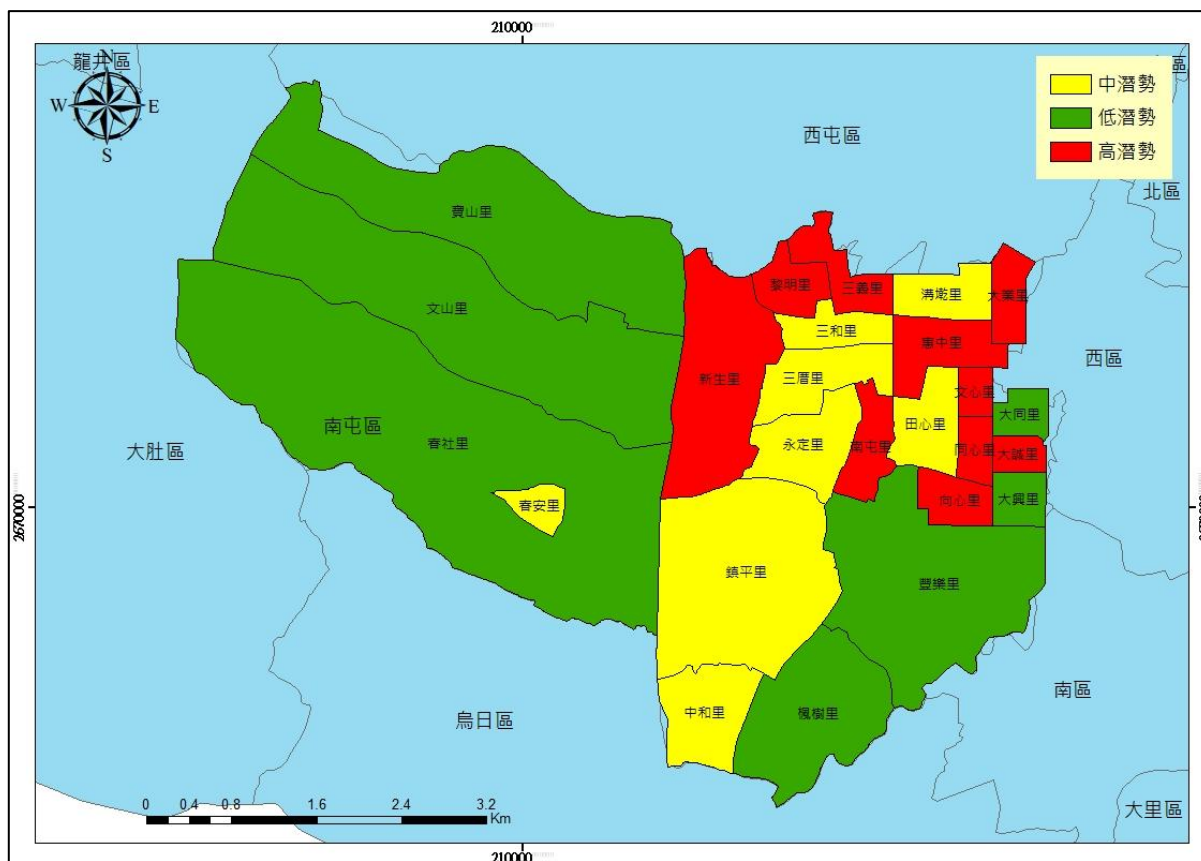 210000
龍井區
N
W
E
S
中潛勢
低潛勢
高潛勢
區
西屯區
北區
寶山里
黎明里
三義里
溝墘里
大業里
文山里
三和里
惠中里
西區
新生里
三厝里
文心里
大同里
南屯區
春社里
永定里
南屯里
田心里
同心里
大誠里
大肚區
春安里
向心里
大興里
2670000
鎮平里
豐樂里
南區
中和里
楓樹里
烏日區
0 0.4 0.8 1.6 2.4 3.2
Km
大里區
210000